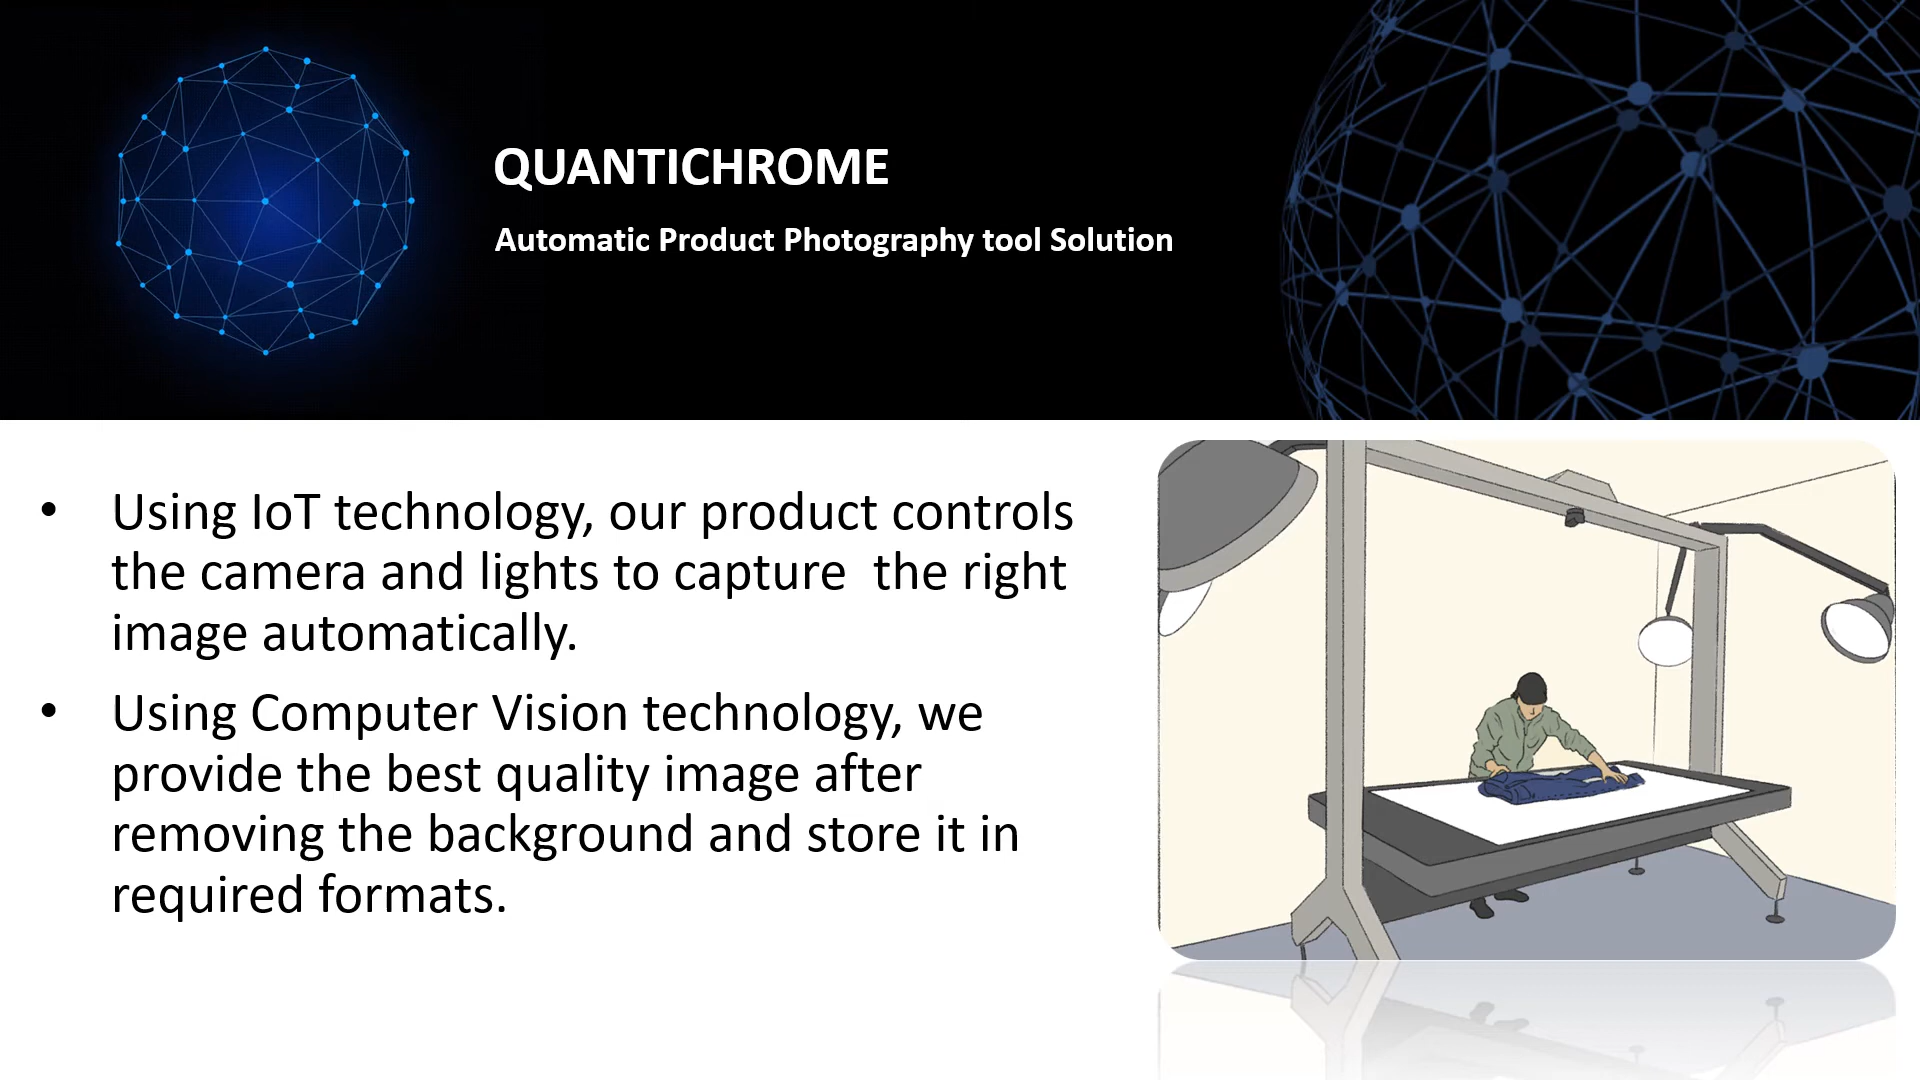 QUANTICHROME
Automatic Product Photography tool Solution
• Using IoT technology, our product controls
the camera and lights to capture  the right
image automatically.
• Using Computer Vision technology, we
provide the best quality image after
removing the background and store it in
required formats.